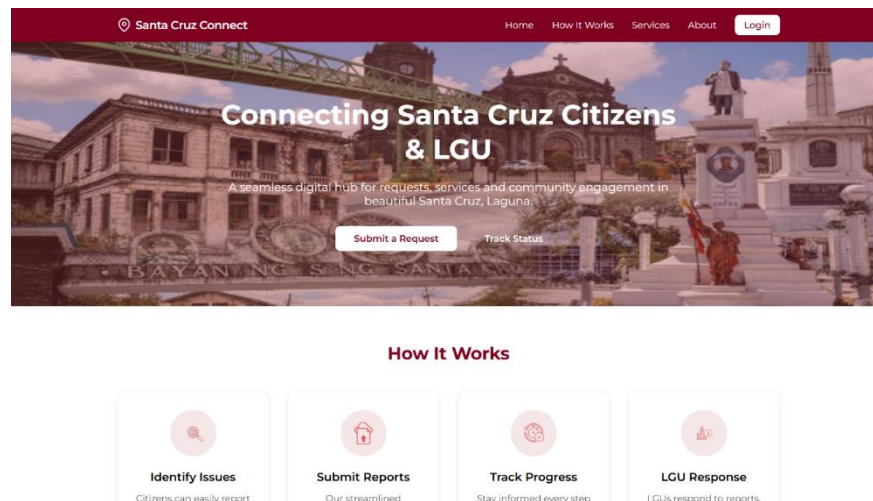 Santa Cruz Connect
Home How It Works Services About Login
Connecting Santa Cruz Citizens
& LGU
A seamless digital hub for requests, services and community engagement in
beautiful Santa Cruz, Laguna.
Submit a Request Track Status
BAYAN NG S NG SANTA
How It Works
Identify Issues Submit Reports Track Progress LGU Response
Citizens can easily report Our streamlined Stay informed every step LGUs respond to reports,